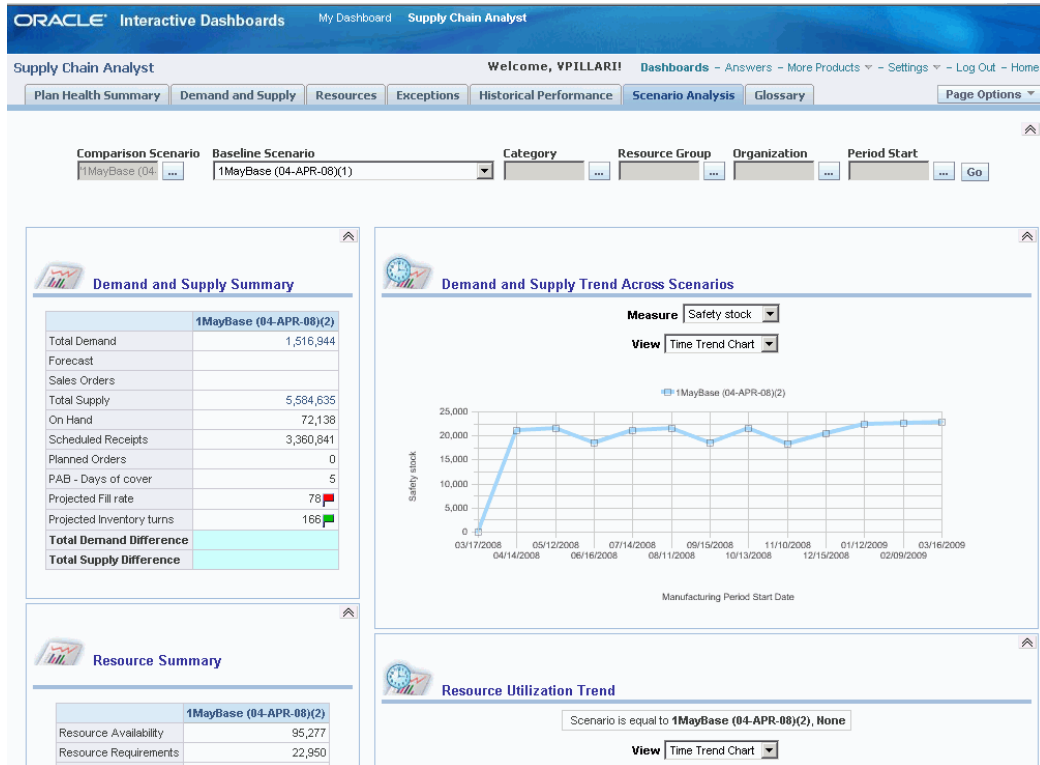 ORACLE® Interactive Dashboards My Dashboard Supply Chain Analyst
Supply Chain Analyst Welcome, VPILLARI! Dashboards - Answers - More Products - Settings - Log Out - Home
Plan Health Summary Demand and Supply Resources Exceptions Historical Performance Scenario Analysis Glossary Page Options
Comparison Scenario Baseline Scenario Category Resource Group Organization Period Start
1MayBase (04- ... 1MayBase (04-APR-08)(1) ... ... ... ... Go
Demand and Supply Summary
1MayBase (04-APR-08)(2)
Total Demand 1,516,944
Forecast
Sales Orders
Total Supply 5,584,635
On Hand 72,138
Scheduled Receipts 3,360,841
Planned Orders 0
PAB - Days of cover 5
Projected Fill rate 78
Projected Inventory turns 166
Total Demand Difference
Total Supply Difference
Demand and Supply Trend Across Scenarios
Measure Safety stock
View Time Trend Chart
1MayBase (04-APR-08)(2)
25,000
20,000
15,000
10,000
5,000
0
Safety stock
03/17/2008 05/12/2008 07/14/2008 09/15/2008 11/10/2008 01/12/2009 03/16/2009
04/14/2008 06/16/2008 08/11/2008 10/13/2008 12/15/2008 02/09/2009
Manufacturing Period Start Date
Resource Summary
1MayBase (04-APR-08)(2)
Resource Availability 95,277
Resource Requirements 22,950
Resource Utilization Trend
Scenario is equal to 1MayBase (04-APR-08)(2), None
View Time Trend Chart